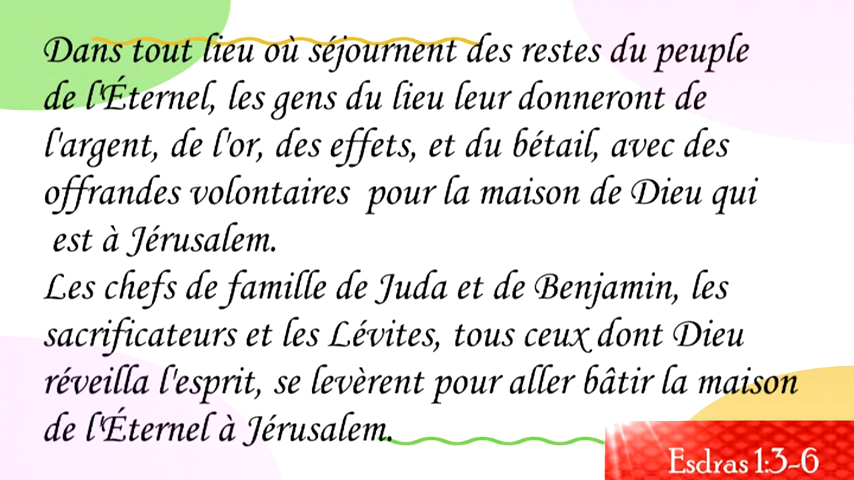 Dans tout lieu où séjournent des restes du peuple
de l'Éternel, les gens du lieu leur donneront de
l'argent, de l'or, des effets, et du bétail, avec des
offrandes volontaires pour la maison de Dieu qui
est à Jérusalem.
Les chefs de famille de Juda et de Benjamin, les
sacrificateurs et les Lévites, tous ceux dont Dieu
réveilla l'esprit, se levèrent pour aller bâtir la maison
de l'Éternel à Jérusalem.
Esdras 1:3-6